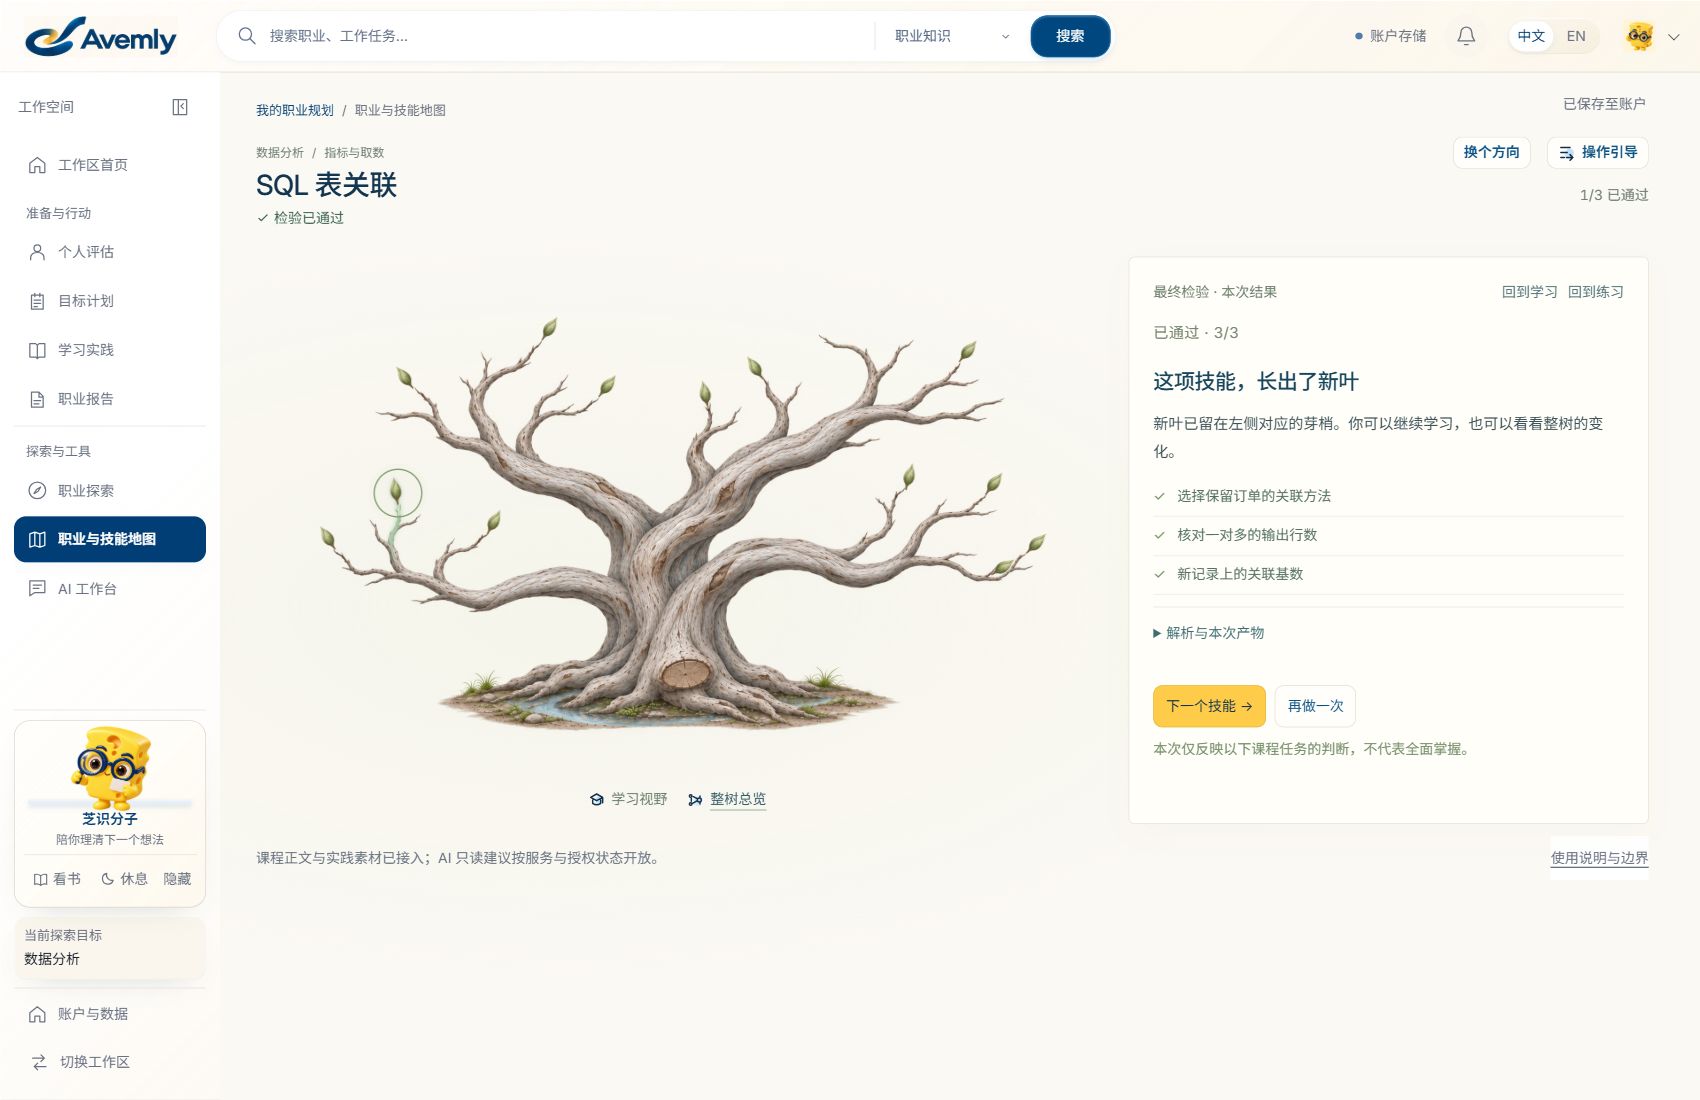 Avemly
搜索职业、工作任务...
职业知识
搜索
账户存储
中文
EN
工作空间
工作区首页
准备与行动
个人评估
目标计划
学习实践
职业报告
探索与工具
职业探索
职业与技能地图
AI 工作台
芝识分子
陪你理清下一个想法
看书
休息
隐藏
当前探索目标
数据分析
账户与数据
切换工作区
我的职业规划 / 职业与技能地图
已保存至账户
数据分析 / 指标与取数
SQL 表关联
检验已通过
换个方向
操作引导
1/3 已通过
学习视野
整树总览
最终检验 · 本次结果
回到学习
回到练习
已通过 · 3/3
这项技能，长出了新叶
新叶已留在左侧对应的芽梢。你可以继续学习，也可以看看整树的变
化。
选择保留订单的关联方法
核对一对多的输出行数
新记录上的关联基数
解析与本次产物
下一个技能 →
再做一次
本次仅反映以下课程任务的判断，不代表全面掌握。
课程正文与实践素材已接入；AI 只读建议按服务与授权状态开放。
使用说明与边界